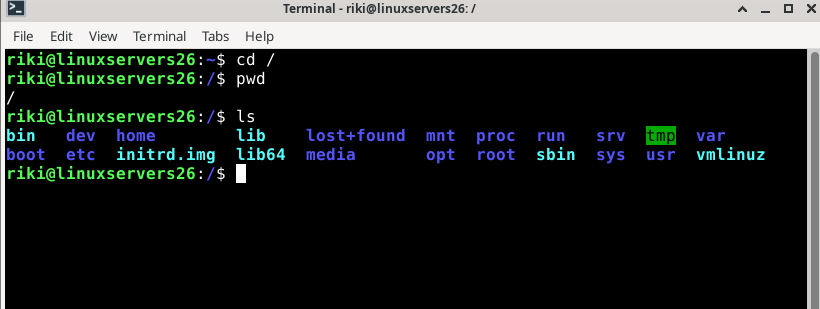 Terminal - riki@linuxservers26: /
File Edit View Terminal Tabs Help
riki@linuxservers26:~$ cd /
riki@linuxservers26:/$ pwd
/
riki@linuxservers26:/$ ls
bin dev home lib lost+found mnt proc run srv tmp var
boot etc initrd.img lib64 media opt root sbin sys usr vmlinuz
riki@linuxservers26:/$